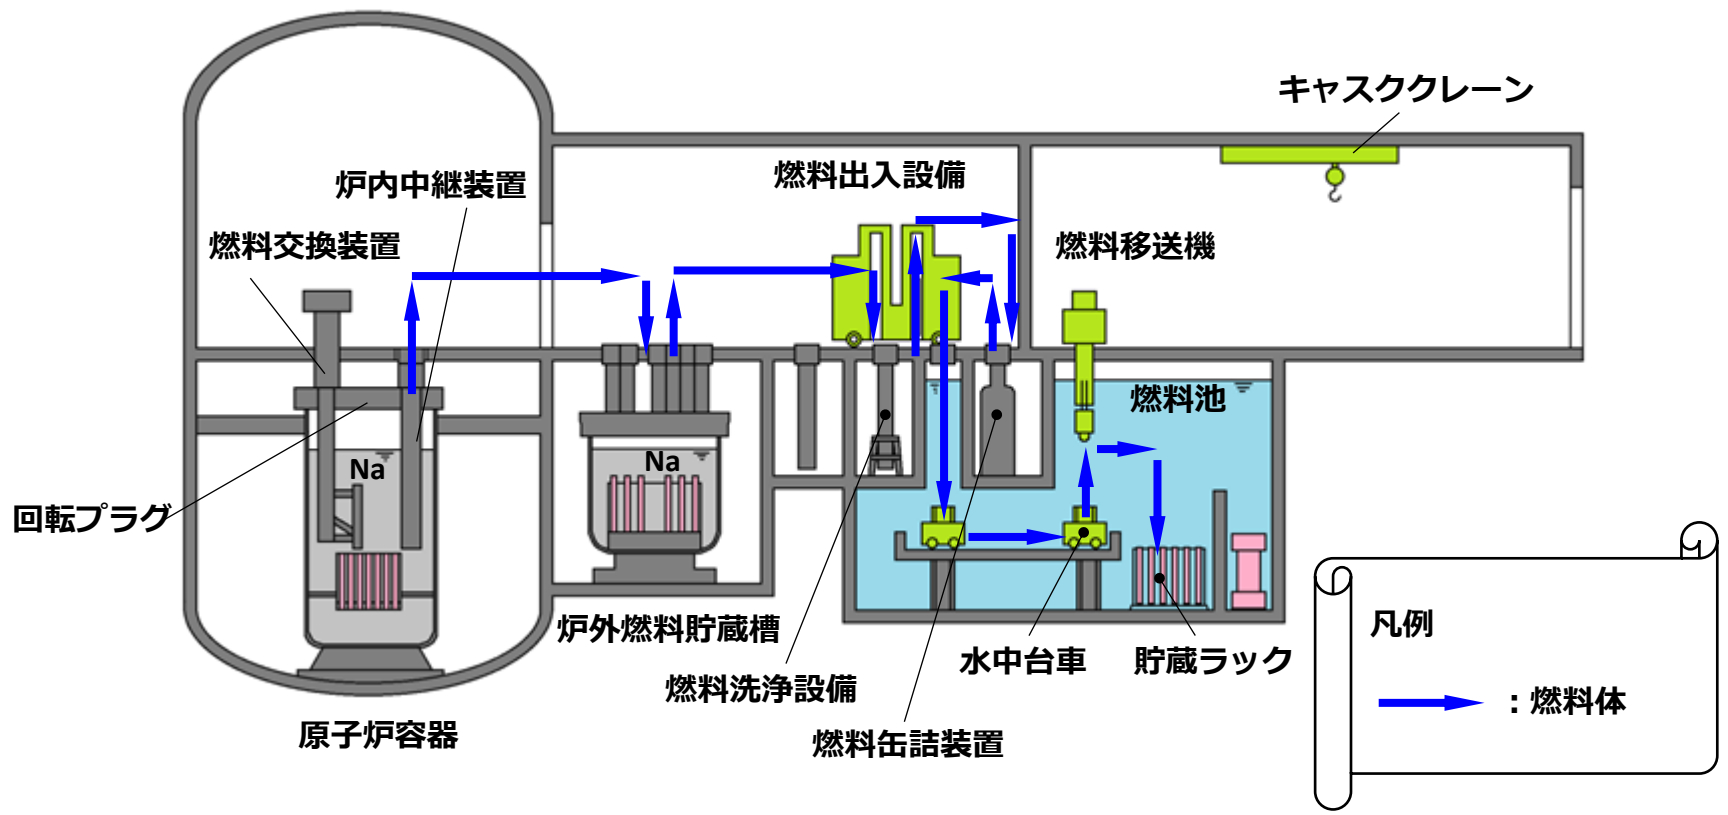 キャスククレーン
燃料出入設備
炉内中継装置
燃料交換装置
燃料移送機
燃料池
Na
Na
回転プラグ
炉外燃料貯蔵槽
凡例
水中台車
貯蔵ラック
燃料洗浄設備
：燃料体
原子炉容器
燃料缶詰装置